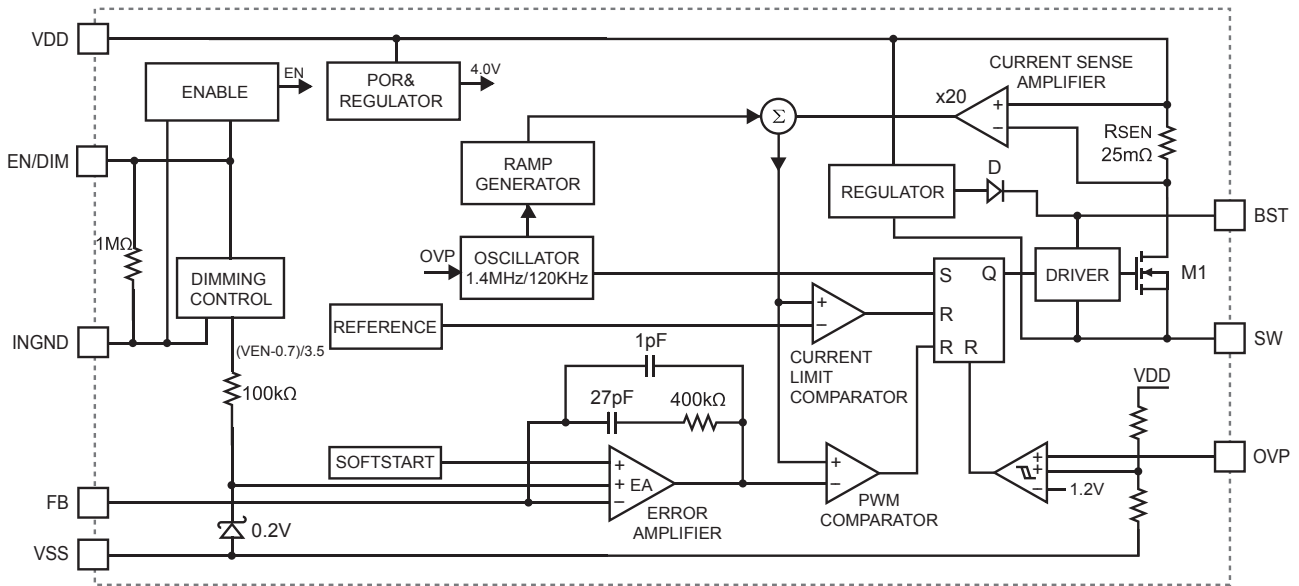 VDD
ENABLE
EN
POR&
REGULATOR
4.0V
CURRENT SENSE
AMPLIFIER
x20
+
−
Σ
RSEN
25mΩ
EN/DIM
RAMP
GENERATOR
REGULATOR
D
BST
1MΩ
OVP
OSCILLATOR
1.4MHz/120KHz
DIMMING
CONTROL
S
Q
R
R
R
DRIVER
M1
INGND
REFERENCE
+
−
CURRENT
LIMIT
COMPARATOR
SW
(VEN-0.7)/3.5
100kΩ
1pF
27pF
400kΩ
VDD
SOFTSTART
+
+
−
EA
ERROR
AMPLIFIER
+
−
PWM
COMPARATOR
+
+
−
1.2V
OVP
FB
0.2V
VSS